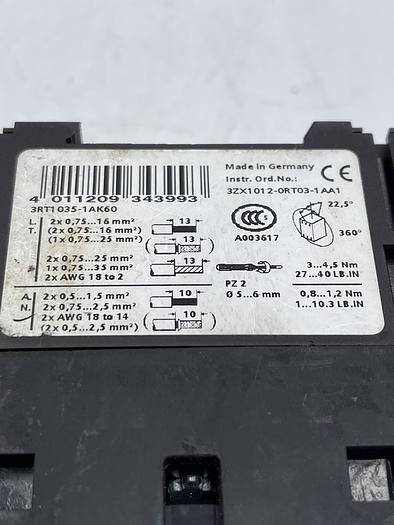 4 011209 343993
3RT1035-1AK60
Made in Germany
Instr. Ord.No.:
3ZX1012-0RT03-1AA1
CE
CCC
A003617
22,5°
360°
L. 2x 0,75...16 mm² 13
T. (2x 0,75...16 mm²)
(1x 0,75...25 mm²) (13)
2x 0,75...25 mm² 13
1x 0,75...35 mm²
2x AWG 18 to 2
PZ 2
Ø 5...6 mm
3...4,5 Nm
27...40 LB.IN
A. 2x 0,5...1,5 mm² 10
N. 2x 0,75...2,5 mm²
2x AWG 18 to 14
(2x 0,5...2,5 mm²) (10)
0,8...1,2 Nm
1...10.3 LB.IN